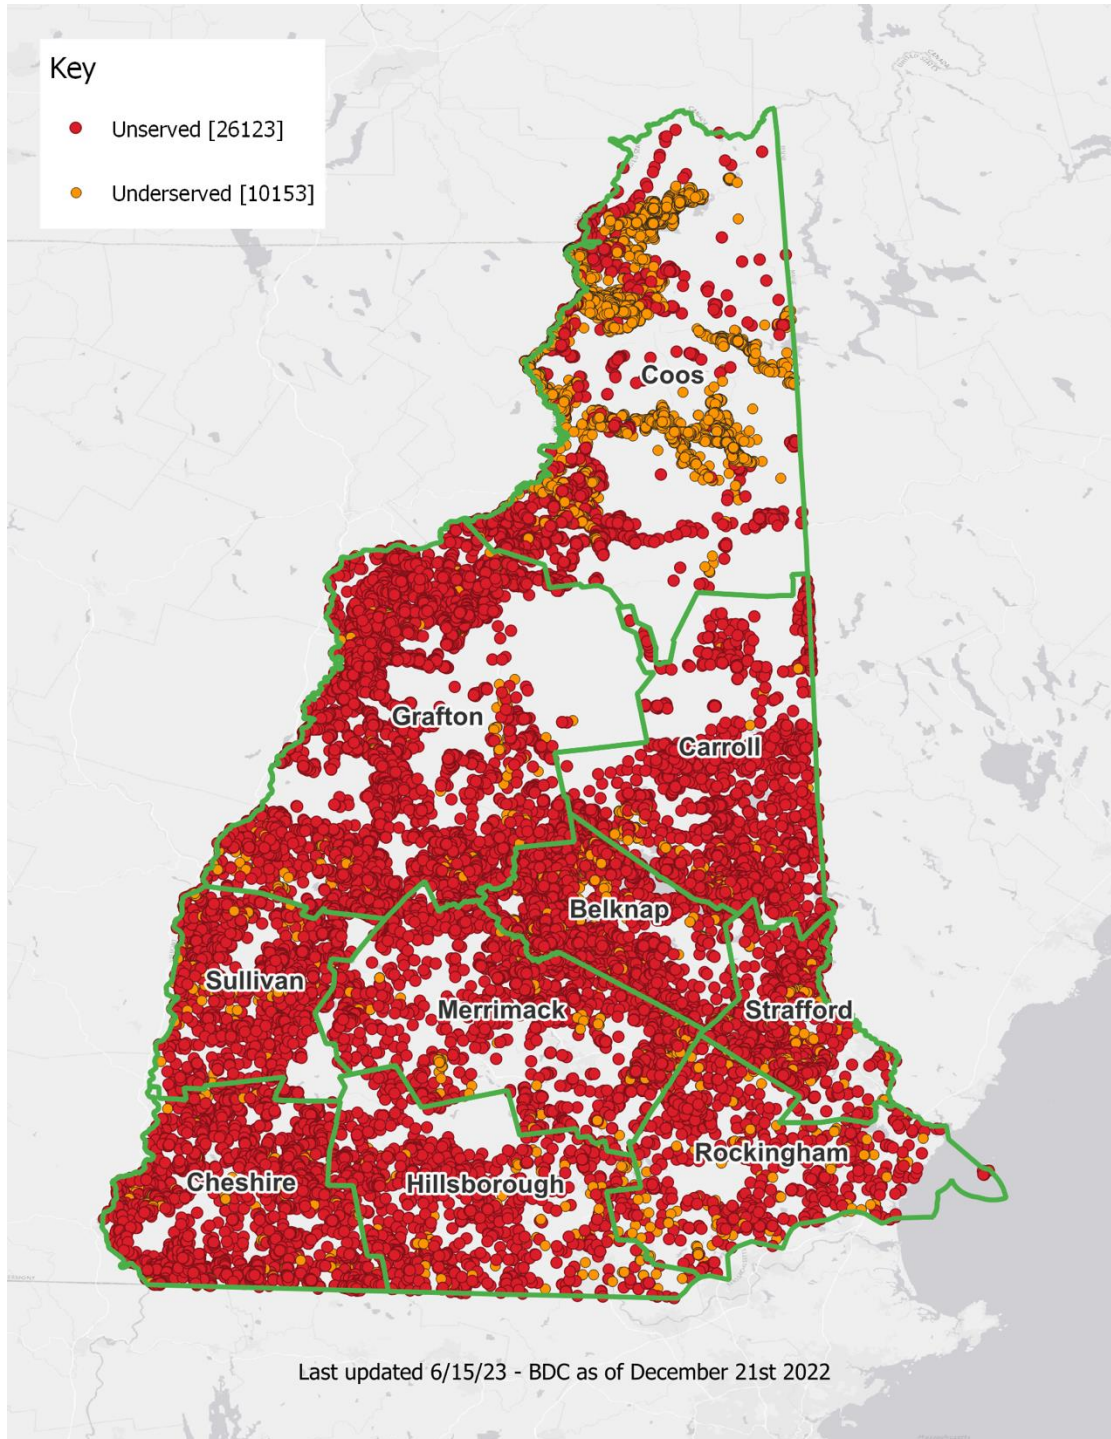 Key
Unserved [26123]
Underserved [10153]
Coos
Grafton
Carroll
Belknap
Sullivan
Merrimack
Strafford
Rockingham
Cheshire
Hillsborough
Last updated 6/15/23 - BDC as of December 21st 2022